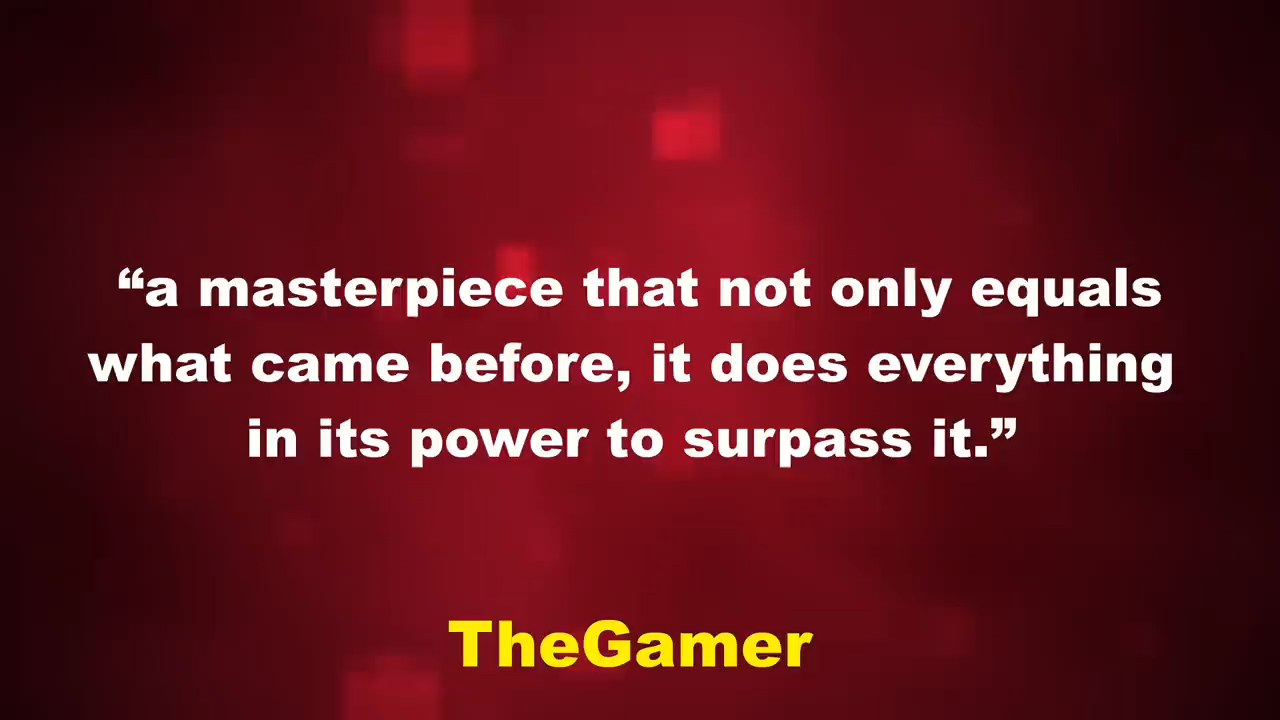 “a masterpiece that not only equals
what came before, it does everything
in its power to surpass it.”
TheGamer